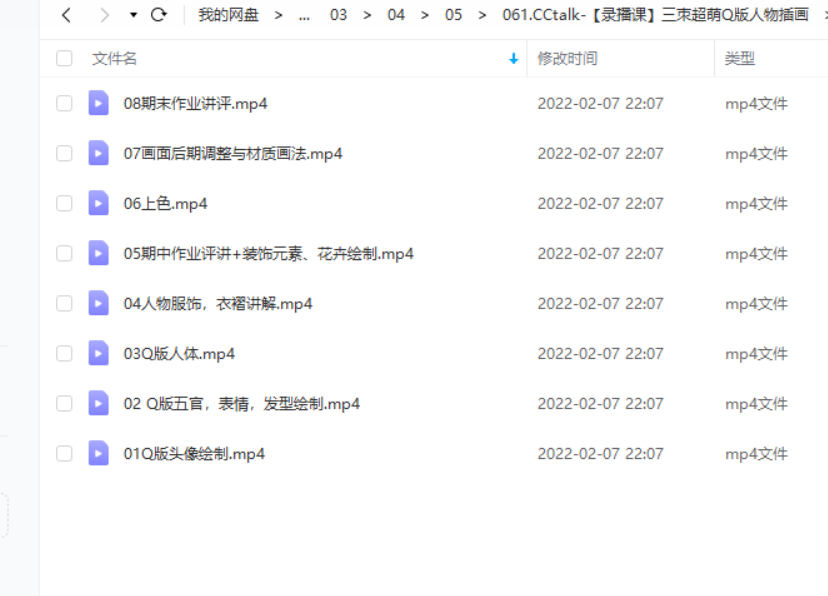 我的网盘 > ... 03 > 04 > 05 > 061.CCtalk-【录播课】三朿超萌Q版人物插画 >
文件名 修改时间 类型
08期末作业讲评.mp4 2022-02-07 22:07 mp4文件
07画面后期调整与材质画法.mp4 2022-02-07 22:07 mp4文件
06上色.mp4 2022-02-07 22:07 mp4文件
05期中作业评讲+装饰元素、花卉绘制.mp4 2022-02-07 22:07 mp4文件
04人物服饰，衣褶讲解.mp4 2022-02-07 22:07 mp4文件
03Q版人体.mp4 2022-02-07 22:07 mp4文件
02 Q版五官，表情，发型绘制.mp4 2022-02-07 22:07 mp4文件
01Q版头像绘制.mp4 2022-02-07 22:07 mp4文件